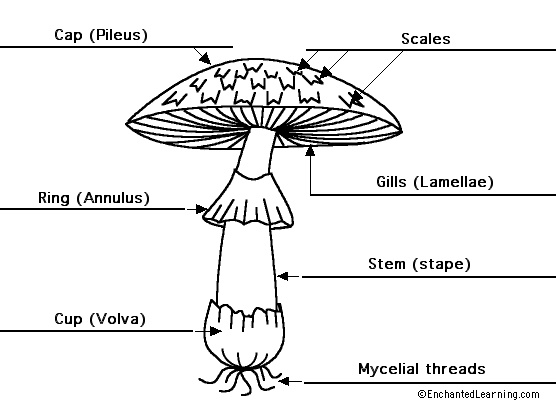 Cap (Pileus)
Scales
Gills (Lamellae)
Ring (Annulus)
Stem (stape)
Cup (Volva)
Mycelial threads
©EnchantedLearning.com